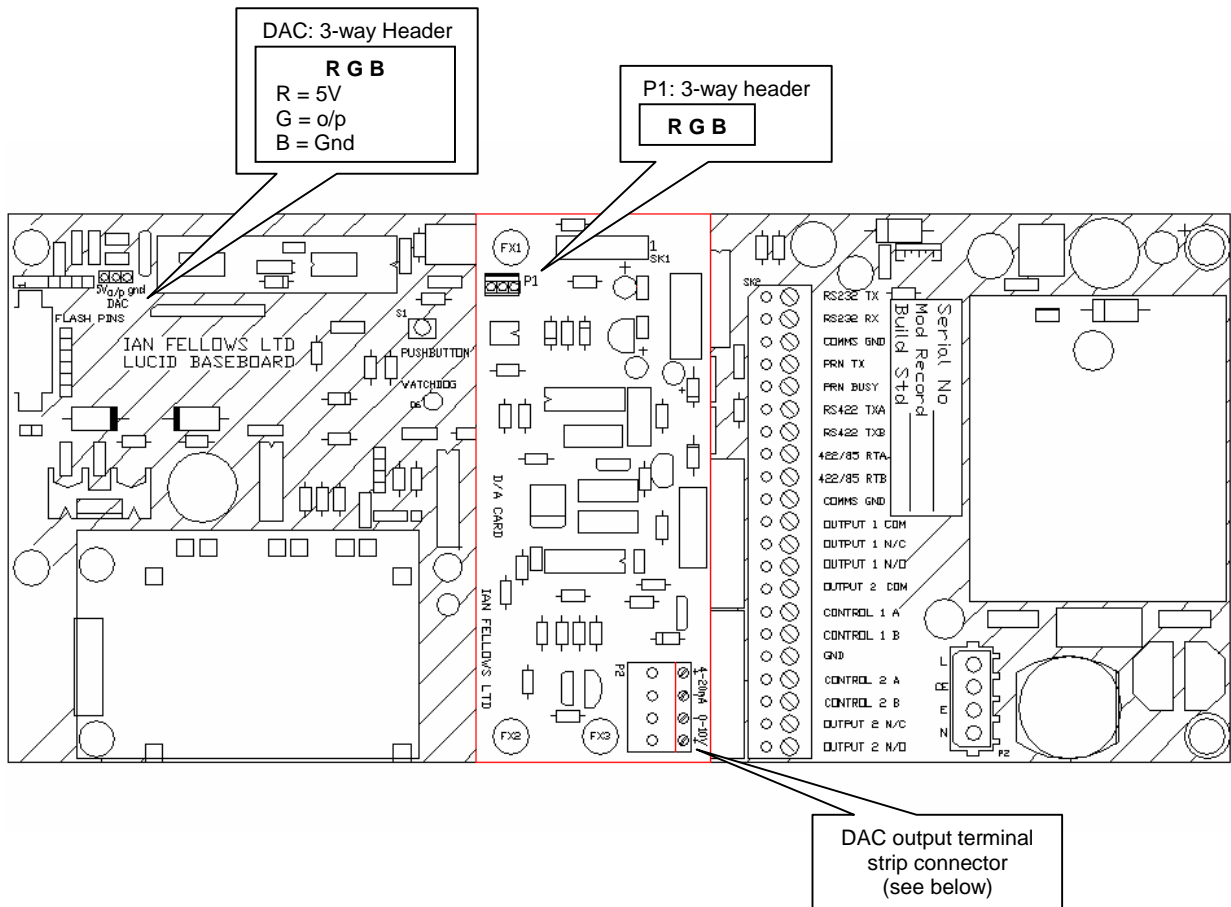 DAC: 3-way Header
R G B
R = 5V
G = o/p
B = Gnd
P1: 3-way header
R G B
FX1
1
SK1
P1
5V o/p gnd
DAC
FLASH PINS
IAN FELLOWS LTD
LUCID BASEBOARD
S1
PUSHBUTTON
WATCHDOG
D6
D/A CARD
IAN FELLOWS LTD
P2
+
4-20mA
-
-
0-10V
+
FX2
FX3
SK2
RS232 TX
RS232 RX
COMMS GND
PRN TX
PRN BUSY
RS422 TXA
RS422 TXB
422/85 RTA
422/85 RTB
COMMS GND
OUTPUT 1 COM
OUTPUT 1 N/C
OUTPUT 1 N/O
OUTPUT 2 COM
CONTROL 1 A
CONTROL 1 B
GND
CONTROL 2 A
CONTROL 2 B
OUTPUT 2 N/C
OUTPUT 2 N/O
Serial No
Mod Record
Build Std
L
E
N
P2
DAC output terminal
strip connector
(see below)